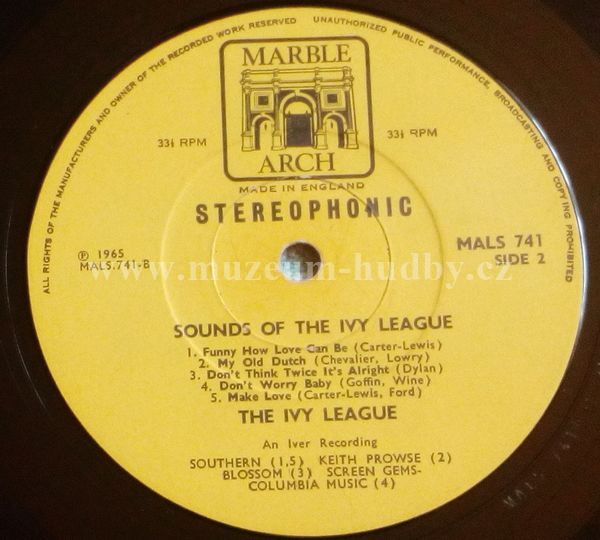 ALL RIGHTS OF THE MANUFACTURERS AND OWNER OF THE RECORDED WORK RESERVED
UNAUTHORIZED PUBLIC PERFORMANCE, BROADCASTING AND COPYING PROHIBITED
MARBLE
ARCH
33⅓ RPM
33⅓ RPM
MADE IN ENGLAND
STEREOPHONIC
Ⓟ 1965
MALS.741-B
MALS 741
SIDE 2
www.muzeum-hudby.cz
SOUNDS OF THE IVY LEAGUE
1. Funny How Love Can Be (Carter-Lewis)
2. My Old Dutch (Chevalier, Lowry)
3. Don't Think Twice It's Alright (Dylan)
4. Don't Worry Baby (Goffin, Wine)
5. Make Love (Carter-Lewis, Ford)
THE IVY LEAGUE
An Iver Recording
SOUTHERN (1,5) KEITH PROWSE (2)
BLOSSOM (3) SCREEN GEMS-
COLUMBIA MUSIC (4)